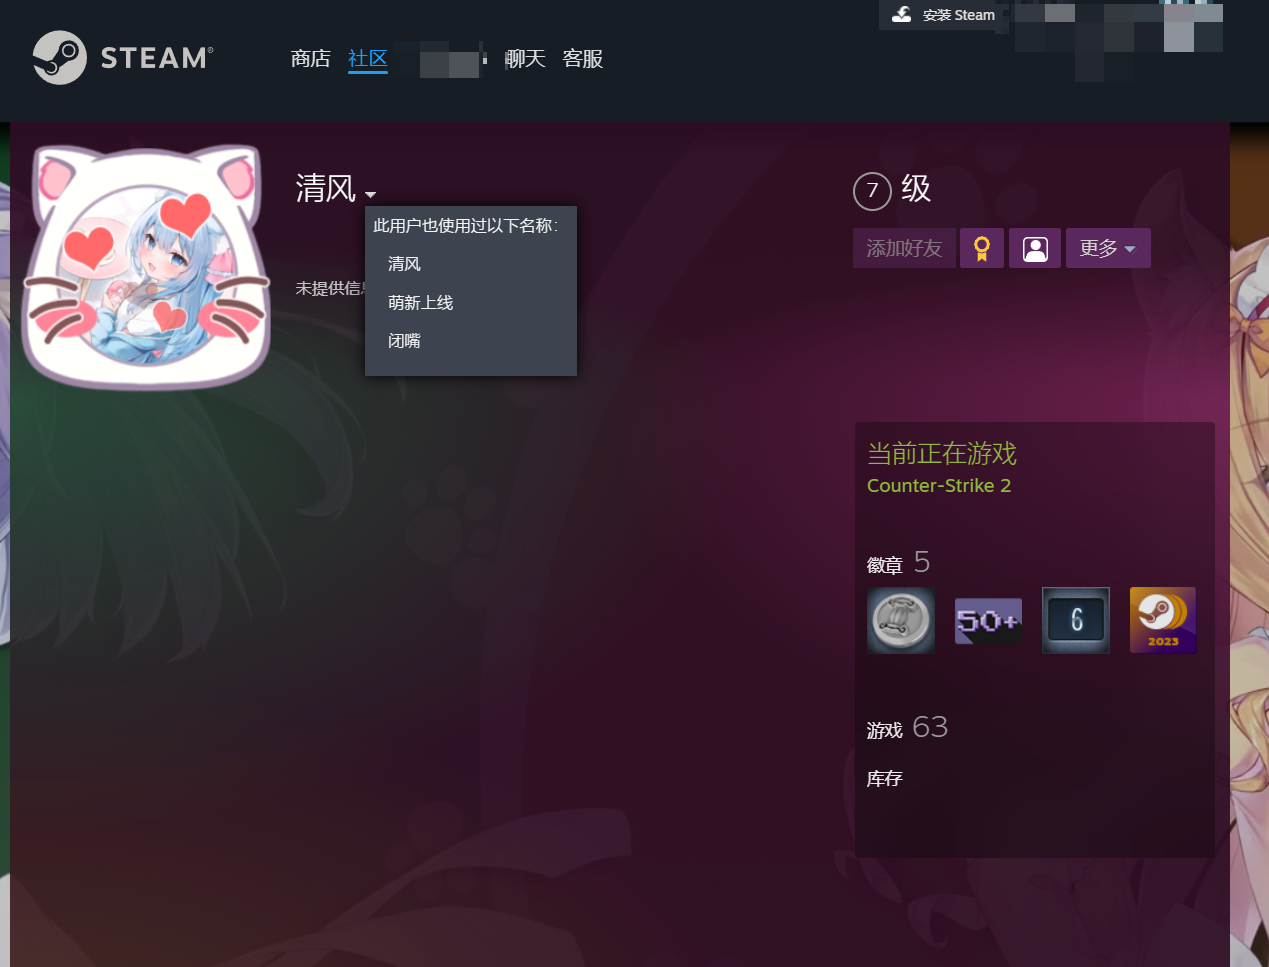 安装 Steam
STEAM®
商店 社区 聊天 客服
清风
此用户也使用过以下名称:
清风
萌新上线
闭嘴
未提供信
7 级
添加好友 更多
当前正在游戏
Counter-Strike 2
徽章 5
50+ 6 2023
游戏 63
库存